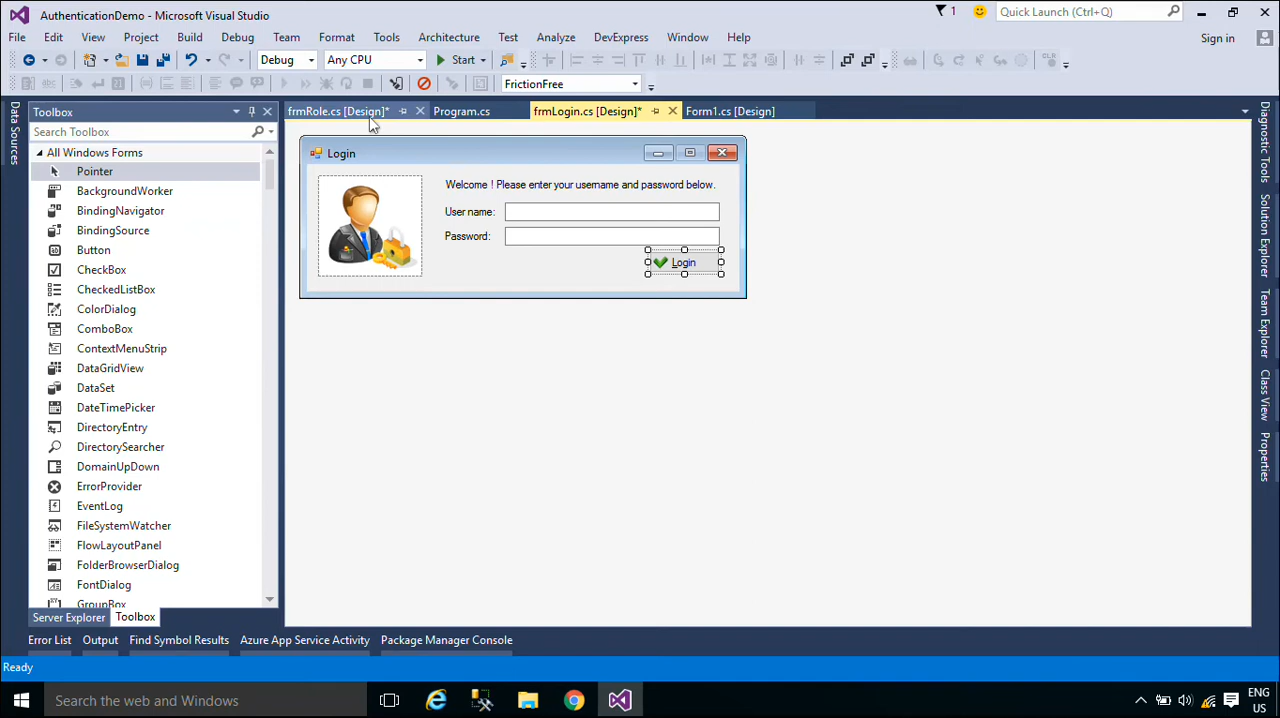 AuthenticationDemo - Microsoft Visual Studio
1
Quick Launch (Ctrl+Q)
File Edit View Project Build Debug Team Format Tools Architecture Test Analyze DevExpress Window Help
Sign in
Debug Any CPU Start
FrictionFree
Data Sources
Toolbox
Search Toolbox
All Windows Forms
Pointer
BackgroundWorker
BindingNavigator
BindingSource
Button
CheckBox
CheckedListBox
ColorDialog
ComboBox
ContextMenuStrip
DataGridView
DataSet
DateTimePicker
DirectoryEntry
DirectorySearcher
DomainUpDown
ErrorProvider
EventLog
FileSystemWatcher
FlowLayoutPanel
FolderBrowserDialog
FontDialog
GroupBox
Server Explorer Toolbox
frmRole.cs [Design]* Program.cs frmLogin.cs [Design]* Form1.cs [Design]
Login
Welcome ! Please enter your username and password below.
User name:
Password:
Login
Diagnostic Tools
Solution Explorer
Team Explorer
Class View
Properties
Error List Output Find Symbol Results Azure App Service Activity Package Manager Console
Ready
Search the web and Windows
ENG
US